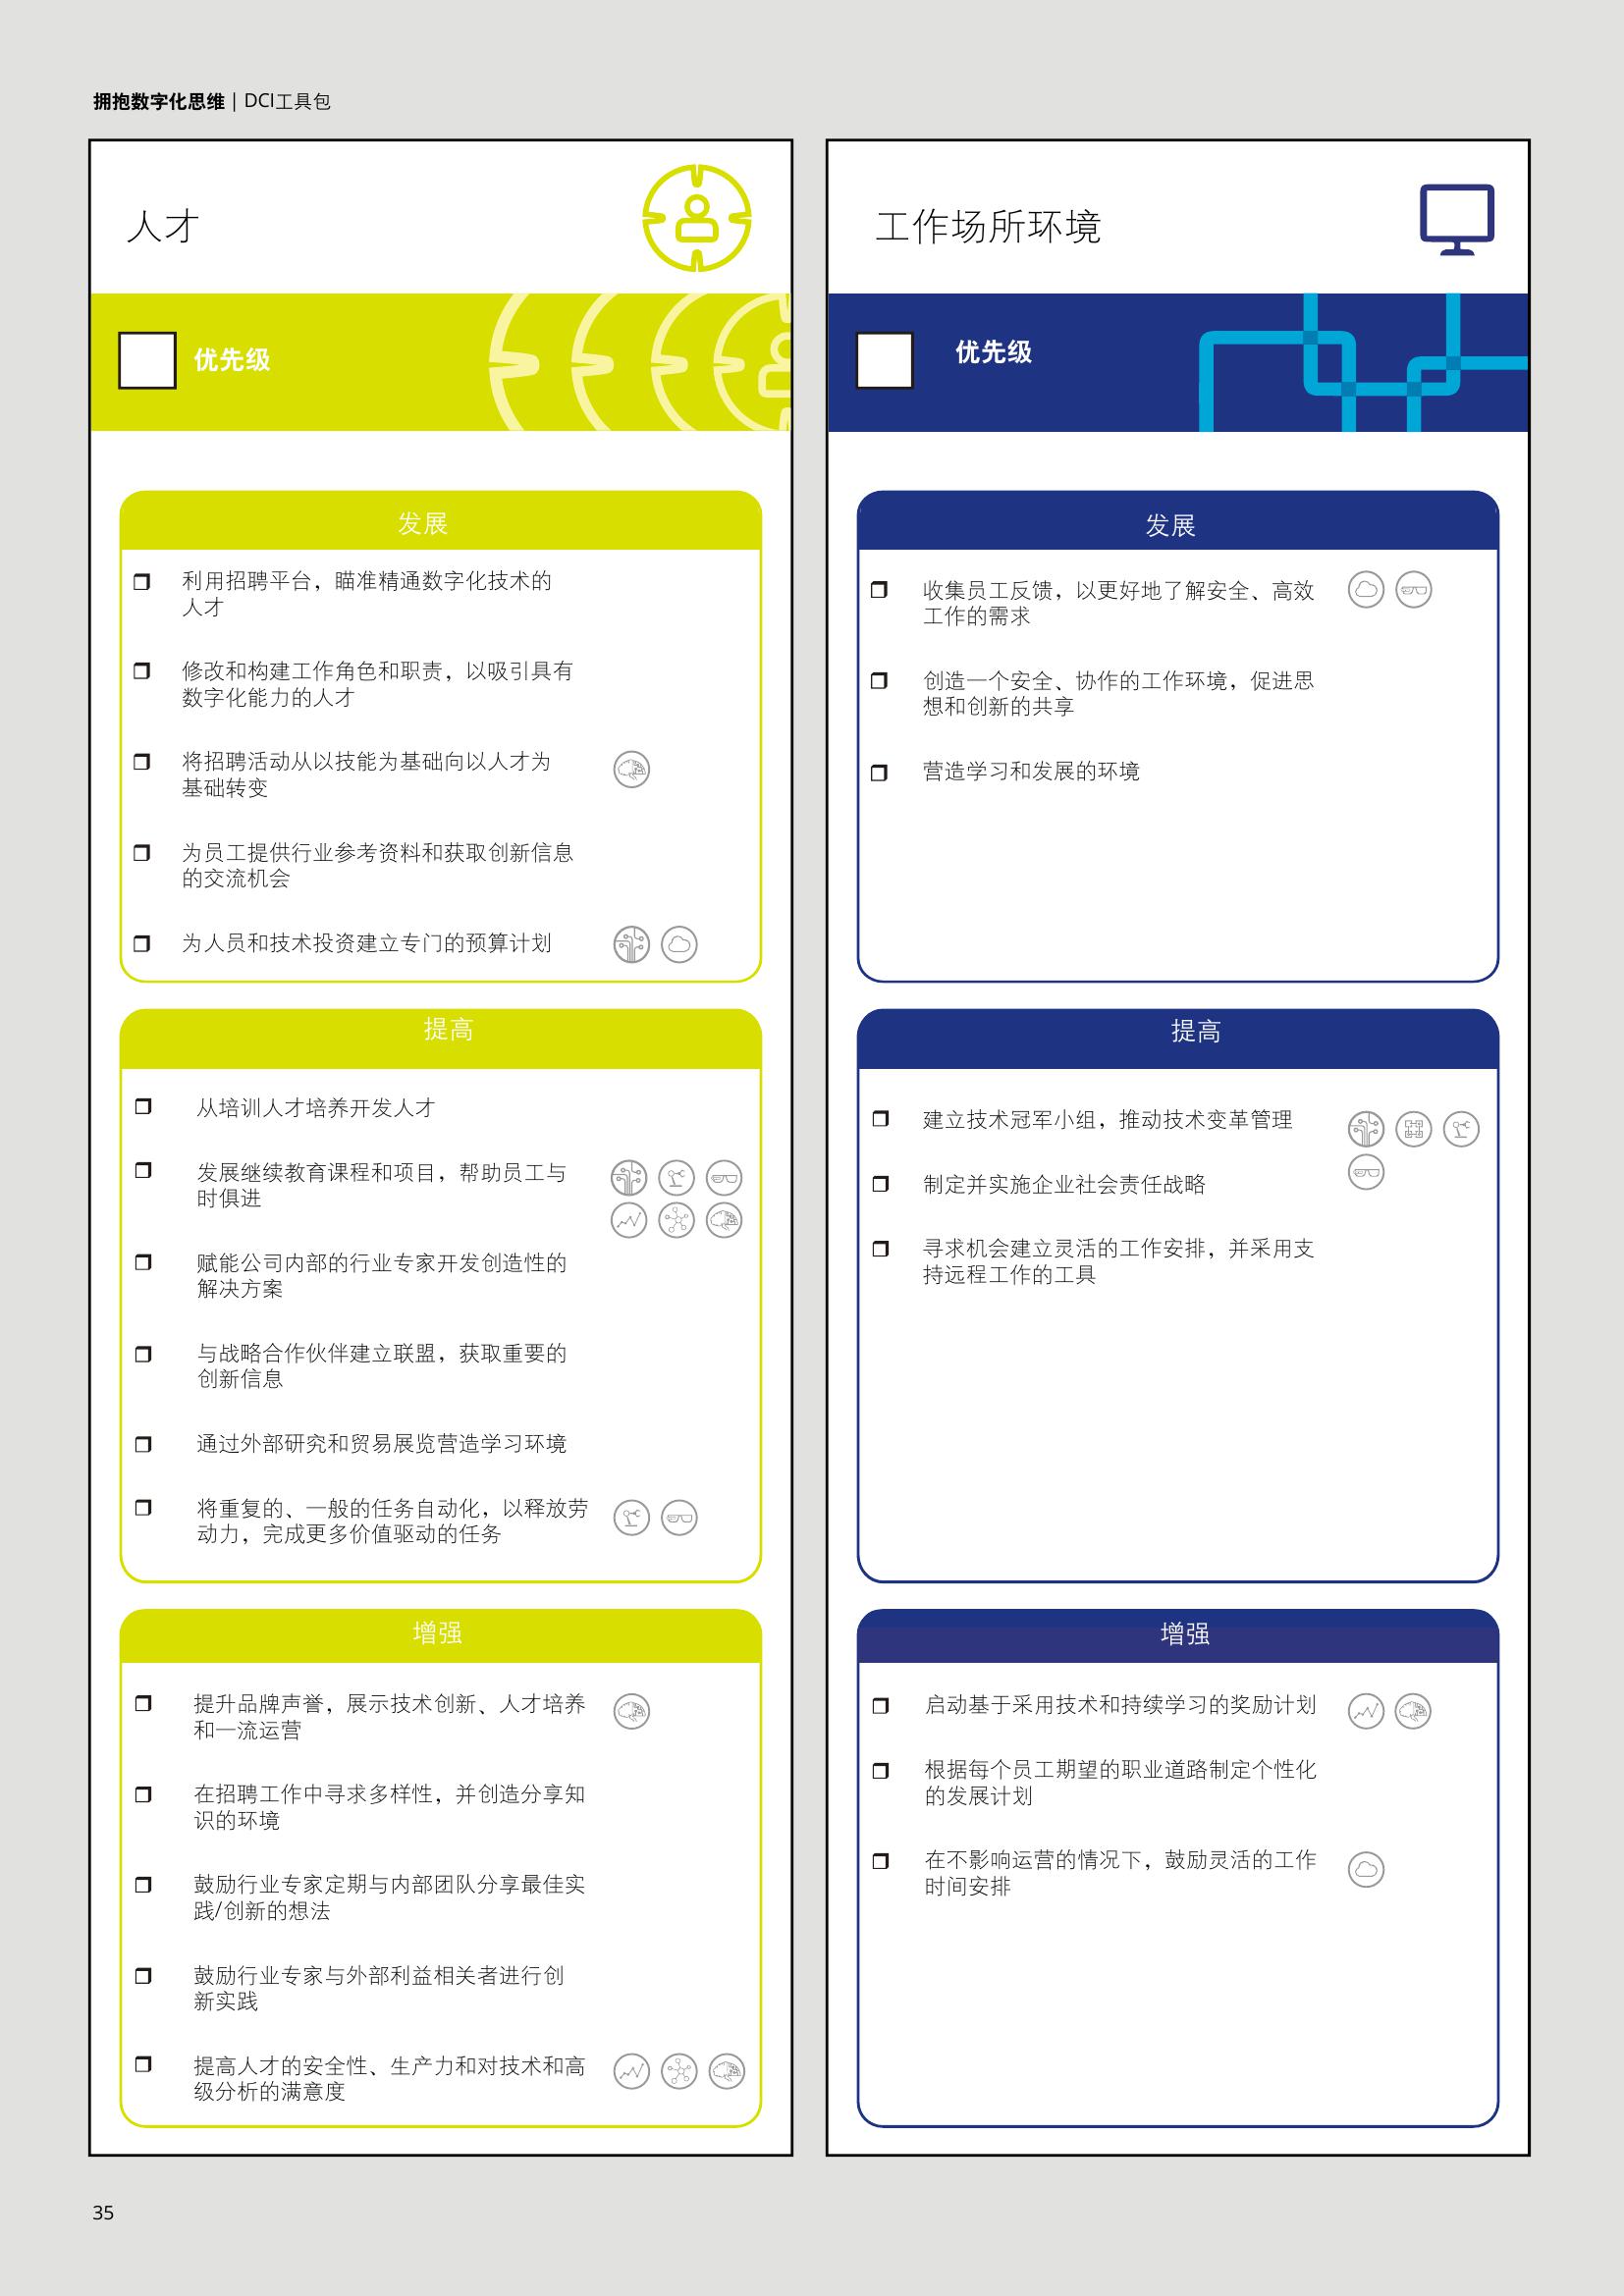 拥抱数字化思维 | DCI工具包
人才
优先级
发展
利用招聘平台，瞄准精通数字化技术的
人才
修改和构建工作角色和职责，以吸引具有
数字化能力的人才
将招聘活动从以技能为基础向以人才为
基础转变
为员工提供行业参考资料和获取创新信息
的交流机会
为人员和技术投资建立专门的预算计划
提高
从培训人才培养开发人才
发展继续教育课程和项目，帮助员工与
时俱进
赋能公司内部的行业专家开发创造性的
解决方案
与战略合作伙伴建立联盟，获取重要的
创新信息
通过外部研究和贸易展览营造学习环境
将重复的、一般的任务自动化，以释放劳
动力，完成更多价值驱动的任务
增强
提升品牌声誉，展示技术创新、人才培养
和一流运营
在招聘工作中寻求多样性，并创造分享知
识的环境
鼓励行业专家定期与内部团队分享最佳实
践/创新的想法
鼓励行业专家与外部利益相关者进行创
新实践
提高人才的安全性、生产力和对技术和高
级分析的满意度
工作场所环境
优先级
发展
收集员工反馈，以更好地了解安全、高效
工作的需求
创造一个安全、协作的工作环境，促进思
想和创新的共享
营造学习和发展的环境
提高
建立技术冠军小组，推动技术变革管理
制定并实施企业社会责任战略
寻求机会建立灵活的工作安排，并采用支
持远程工作的工具
增强
启动基于采用技术和持续学习的奖励计划
根据每个员工期望的职业道路制定个性化
的发展计划
在不影响运营的情况下，鼓励灵活的工作
时间安排
35